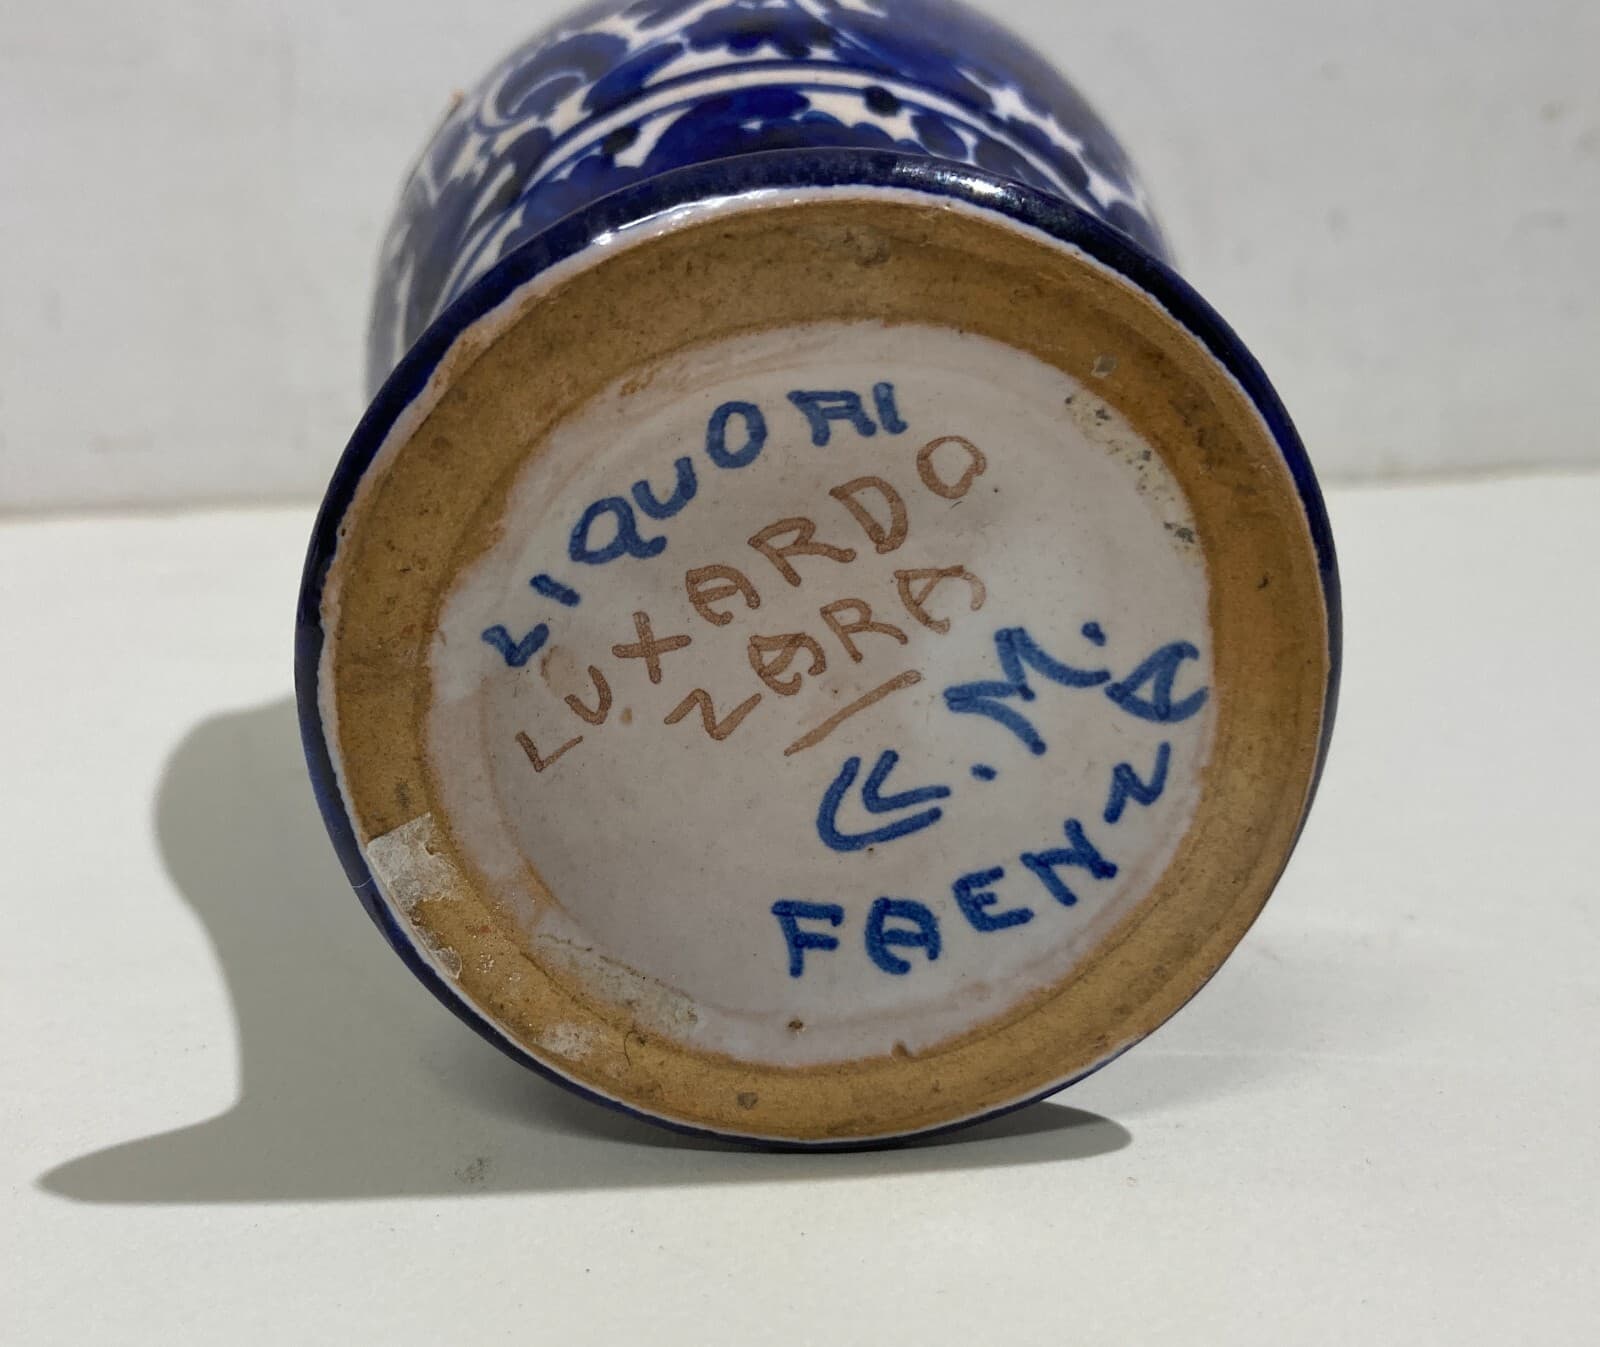 LIQUORI
LUXARDO
ZARA
C.M.
FAENZA